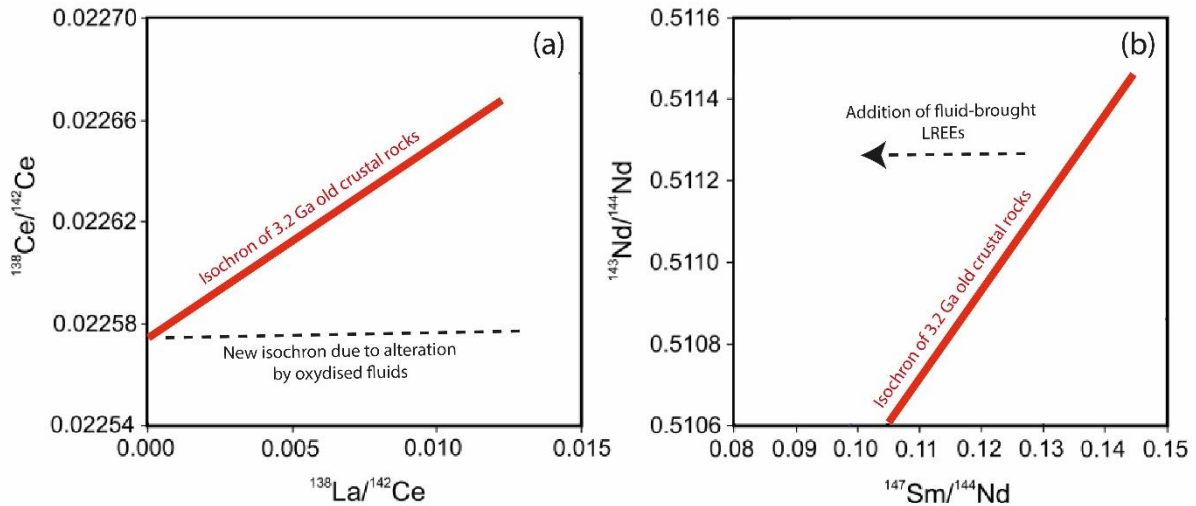 (a)
0.02270
0.02266
0.02262
0.02258
0.02254
¹³⁸Ce/¹⁴²Ce
Isochron of 3.2 Ga old crustal rocks
New isochron due to alteration
by oxydised fluids
0.000
0.005
0.010
0.015
¹³⁸La/¹⁴²Ce
(b)
0.5116
0.5114
0.5112
0.5110
0.5108
0.5106
¹⁴³Nd/¹⁴⁴Nd
Addition of fluid-brought
LREEs
Isochron of 3.2 Ga old crustal rocks
0.08
0.09
0.10
0.11
0.12
0.13
0.14
0.15
¹⁴⁷Sm/¹⁴⁴Nd